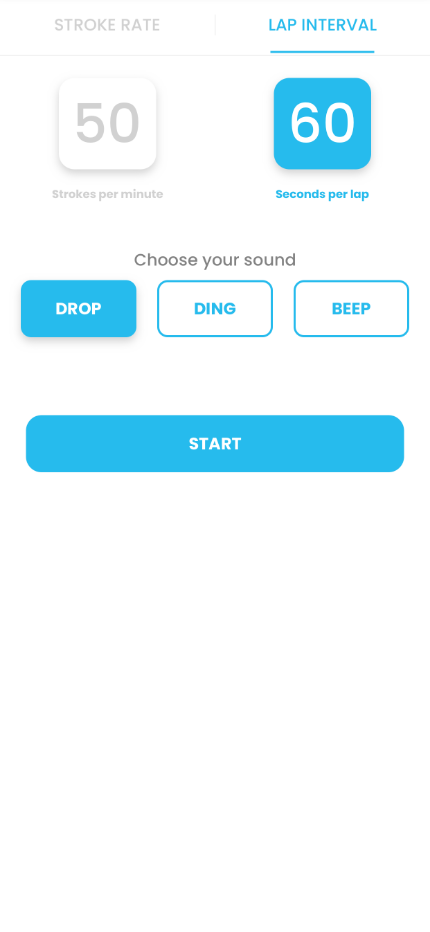 STROKE RATE LAP INTERVAL
50 60
Strokes per minute Seconds per lap
Choose your sound
DROP DING BEEP
START